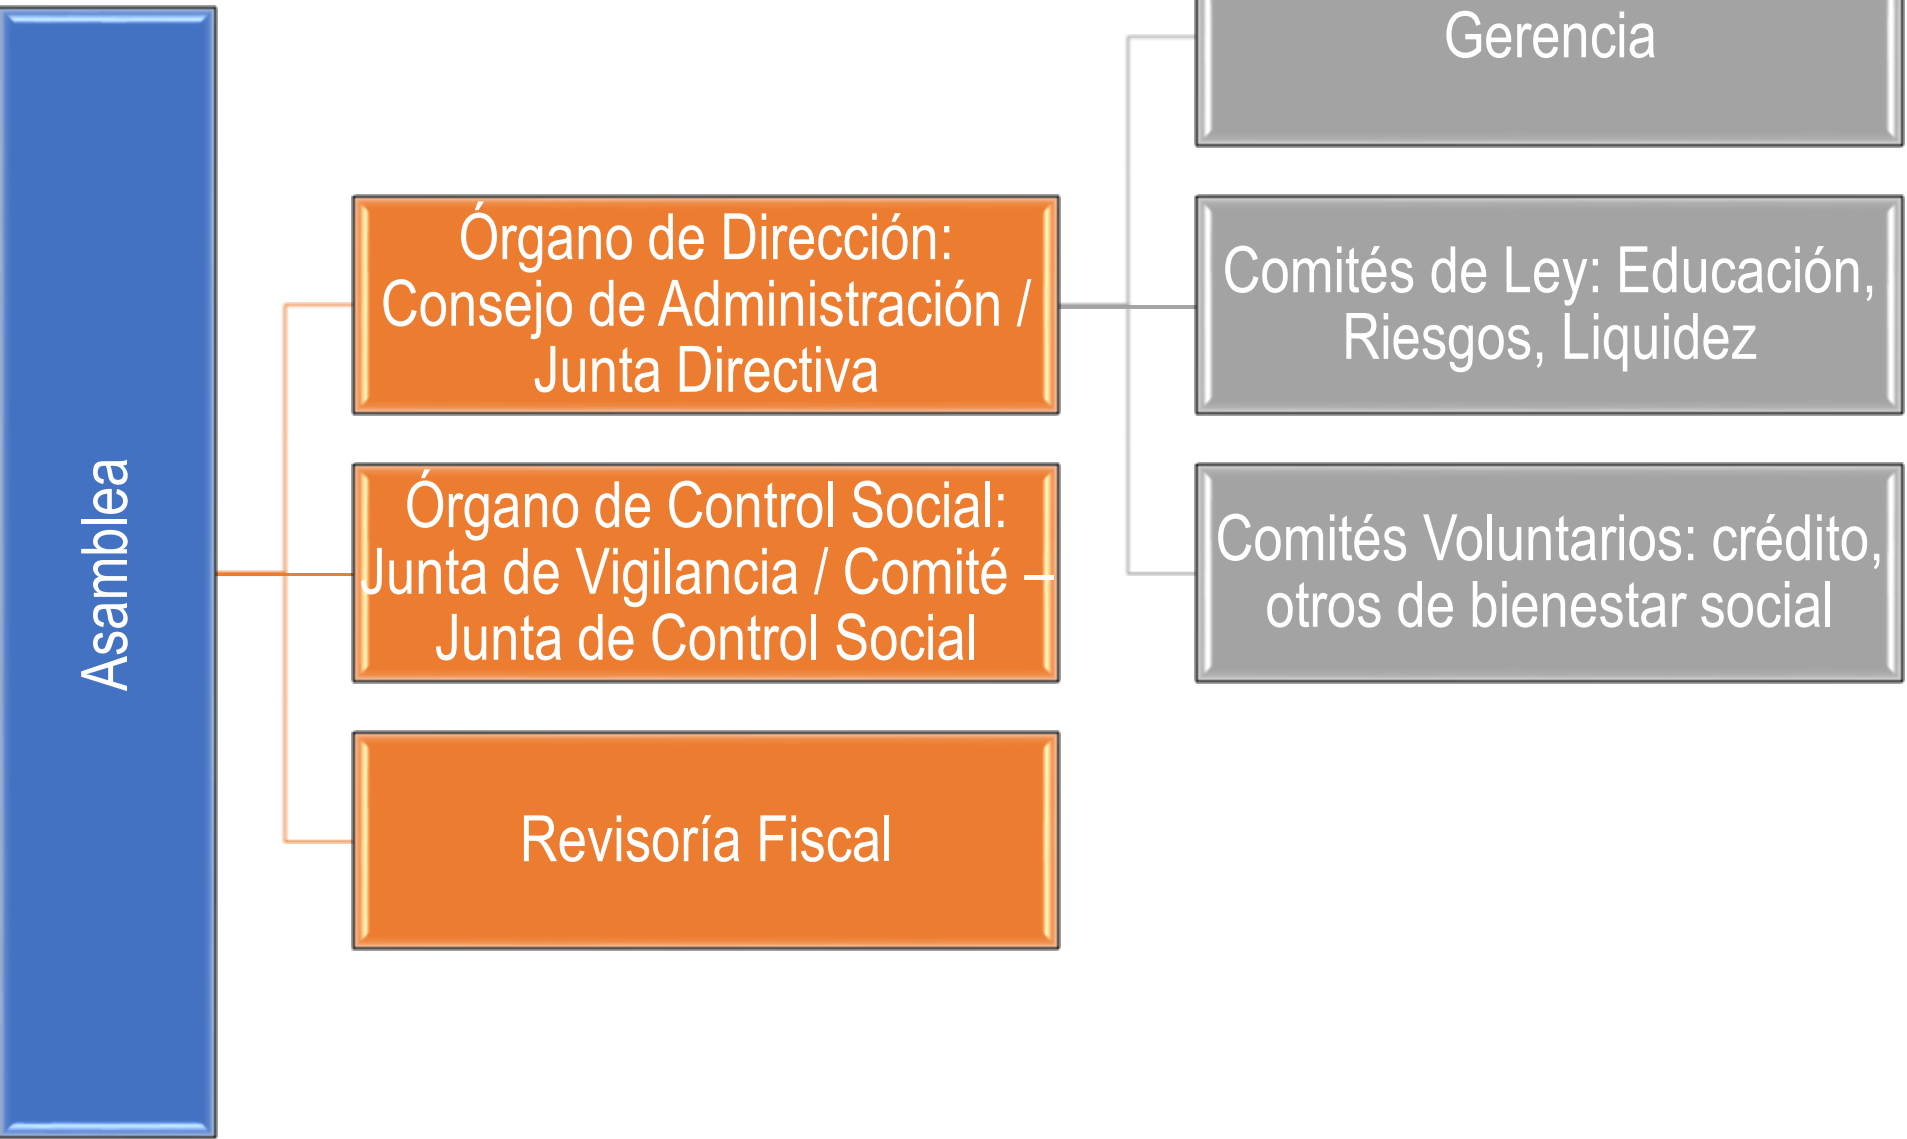 Asamblea
Órgano de Dirección:
Consejo de Administración /
Junta Directiva
Órgano de Control Social:
Junta de Vigilancia / Comité –
Junta de Control Social
Revisoría Fiscal
Gerencia
Comités de Ley: Educación,
Riesgos, Liquidez
Comités Voluntarios: crédito,
otros de bienestar social